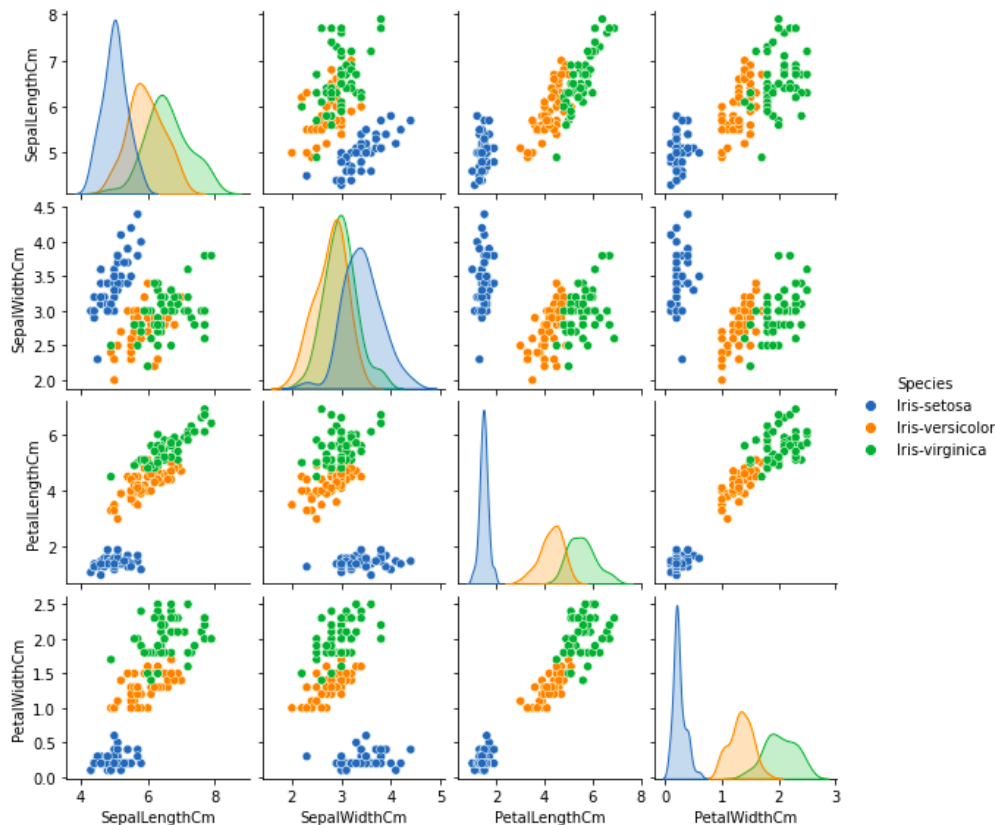 8
7
6
5
SepalLengthCm
4.5
4.0
3.5
3.0
2.5
2.0
SepalWidthCm
Species
Iris-setosa
Iris-versicolor
Iris-virginica
6
4
2
PetalLengthCm
2.5
2.0
1.5
1.0
0.5
0.0
PetalWidthCm
4 6 8
SepalLengthCm
2 3 4 5
SepalWidthCm
0 2 4 6 8
PetalLengthCm
0 1 2 3
PetalWidthCm